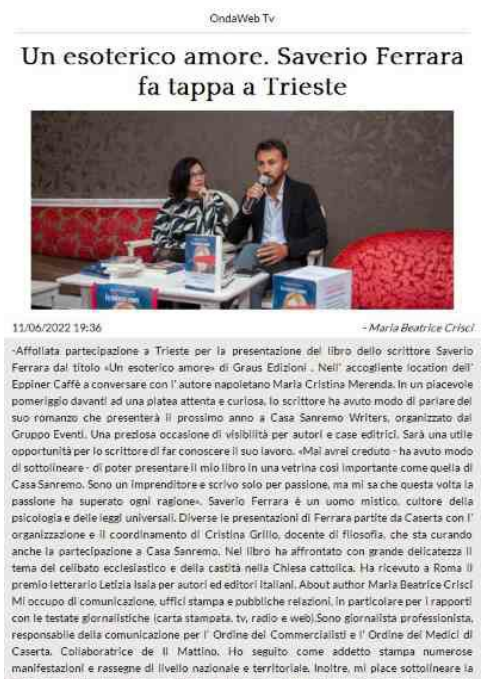 OndaWeb Tv
Un esoterico amore. Saverio Ferrara
fa tappa a Trieste
11/06/2022 19:36
- Maria Beatrice Crisci
-Affollata partecipazione a Trieste per la presentazione del libro dello scrittore Saverio
Ferrara dal titolo «Un esoterico amore» di Graus Edizioni . Nell' accogliente location dell'
Eppiner Caffè a conversare con l' autore napoletano Maria Cristina Merenda. In un piacevole
pomeriggio davanti ad una platea attenta e curiosa, lo scrittore ha avuto modo di parlare del
suo romanzo che presenterà il prossimo anno a Casa Sanremo Writers, organizzato dal
Gruppo Eventi. Una preziosa occasione di visibilità per autori e case editrici. Sarà una utile
opportunità per lo scrittore di far conoscere il suo lavoro. «Mai avrei creduto - ha avuto modo
di sottolineare - di poter presentare il mio libro in una vetrina così importante come quella di
Casa Sanremo. Sono un imprenditore e scrivo solo per passione, ma mi sa che questa volta la
passione ha superato ogni ragione». Saverio Ferrara è un uomo mistico, cultore della
psicologia e delle leggi universali. Diverse le presentazioni di Ferrara partite da Caserta con l'
organizzazione e il coordinamento di Cristina Grillo, docente di filosofia, che sta curando
anche la partecipazione a Casa Sanremo. Nel libro ha affrontato con grande delicatezza il
tema del celibato ecclesiastico e della castità nella Chiesa cattolica. Ha ricevuto a Roma il
premio letterario Letizia Isaia per autori ed editori italiani. About author Maria Beatrice Crisci
Mi occupo di comunicazione, uffici stampa e pubbliche relazioni, in particolare per i rapporti
con le testate giornalistiche (carta stampata, tv, radio e web).Sono giornalista professionista,
responsabile della comunicazione per l' Ordine dei Commercialisti e l' Ordine dei Medici di
Caserta. Collaboratrice de Il Mattino. Ho seguito come addetto stampa numerose
manifestazioni e rassegne di livello nazionale e territoriale. Inoltre, mi piace sottolineare la